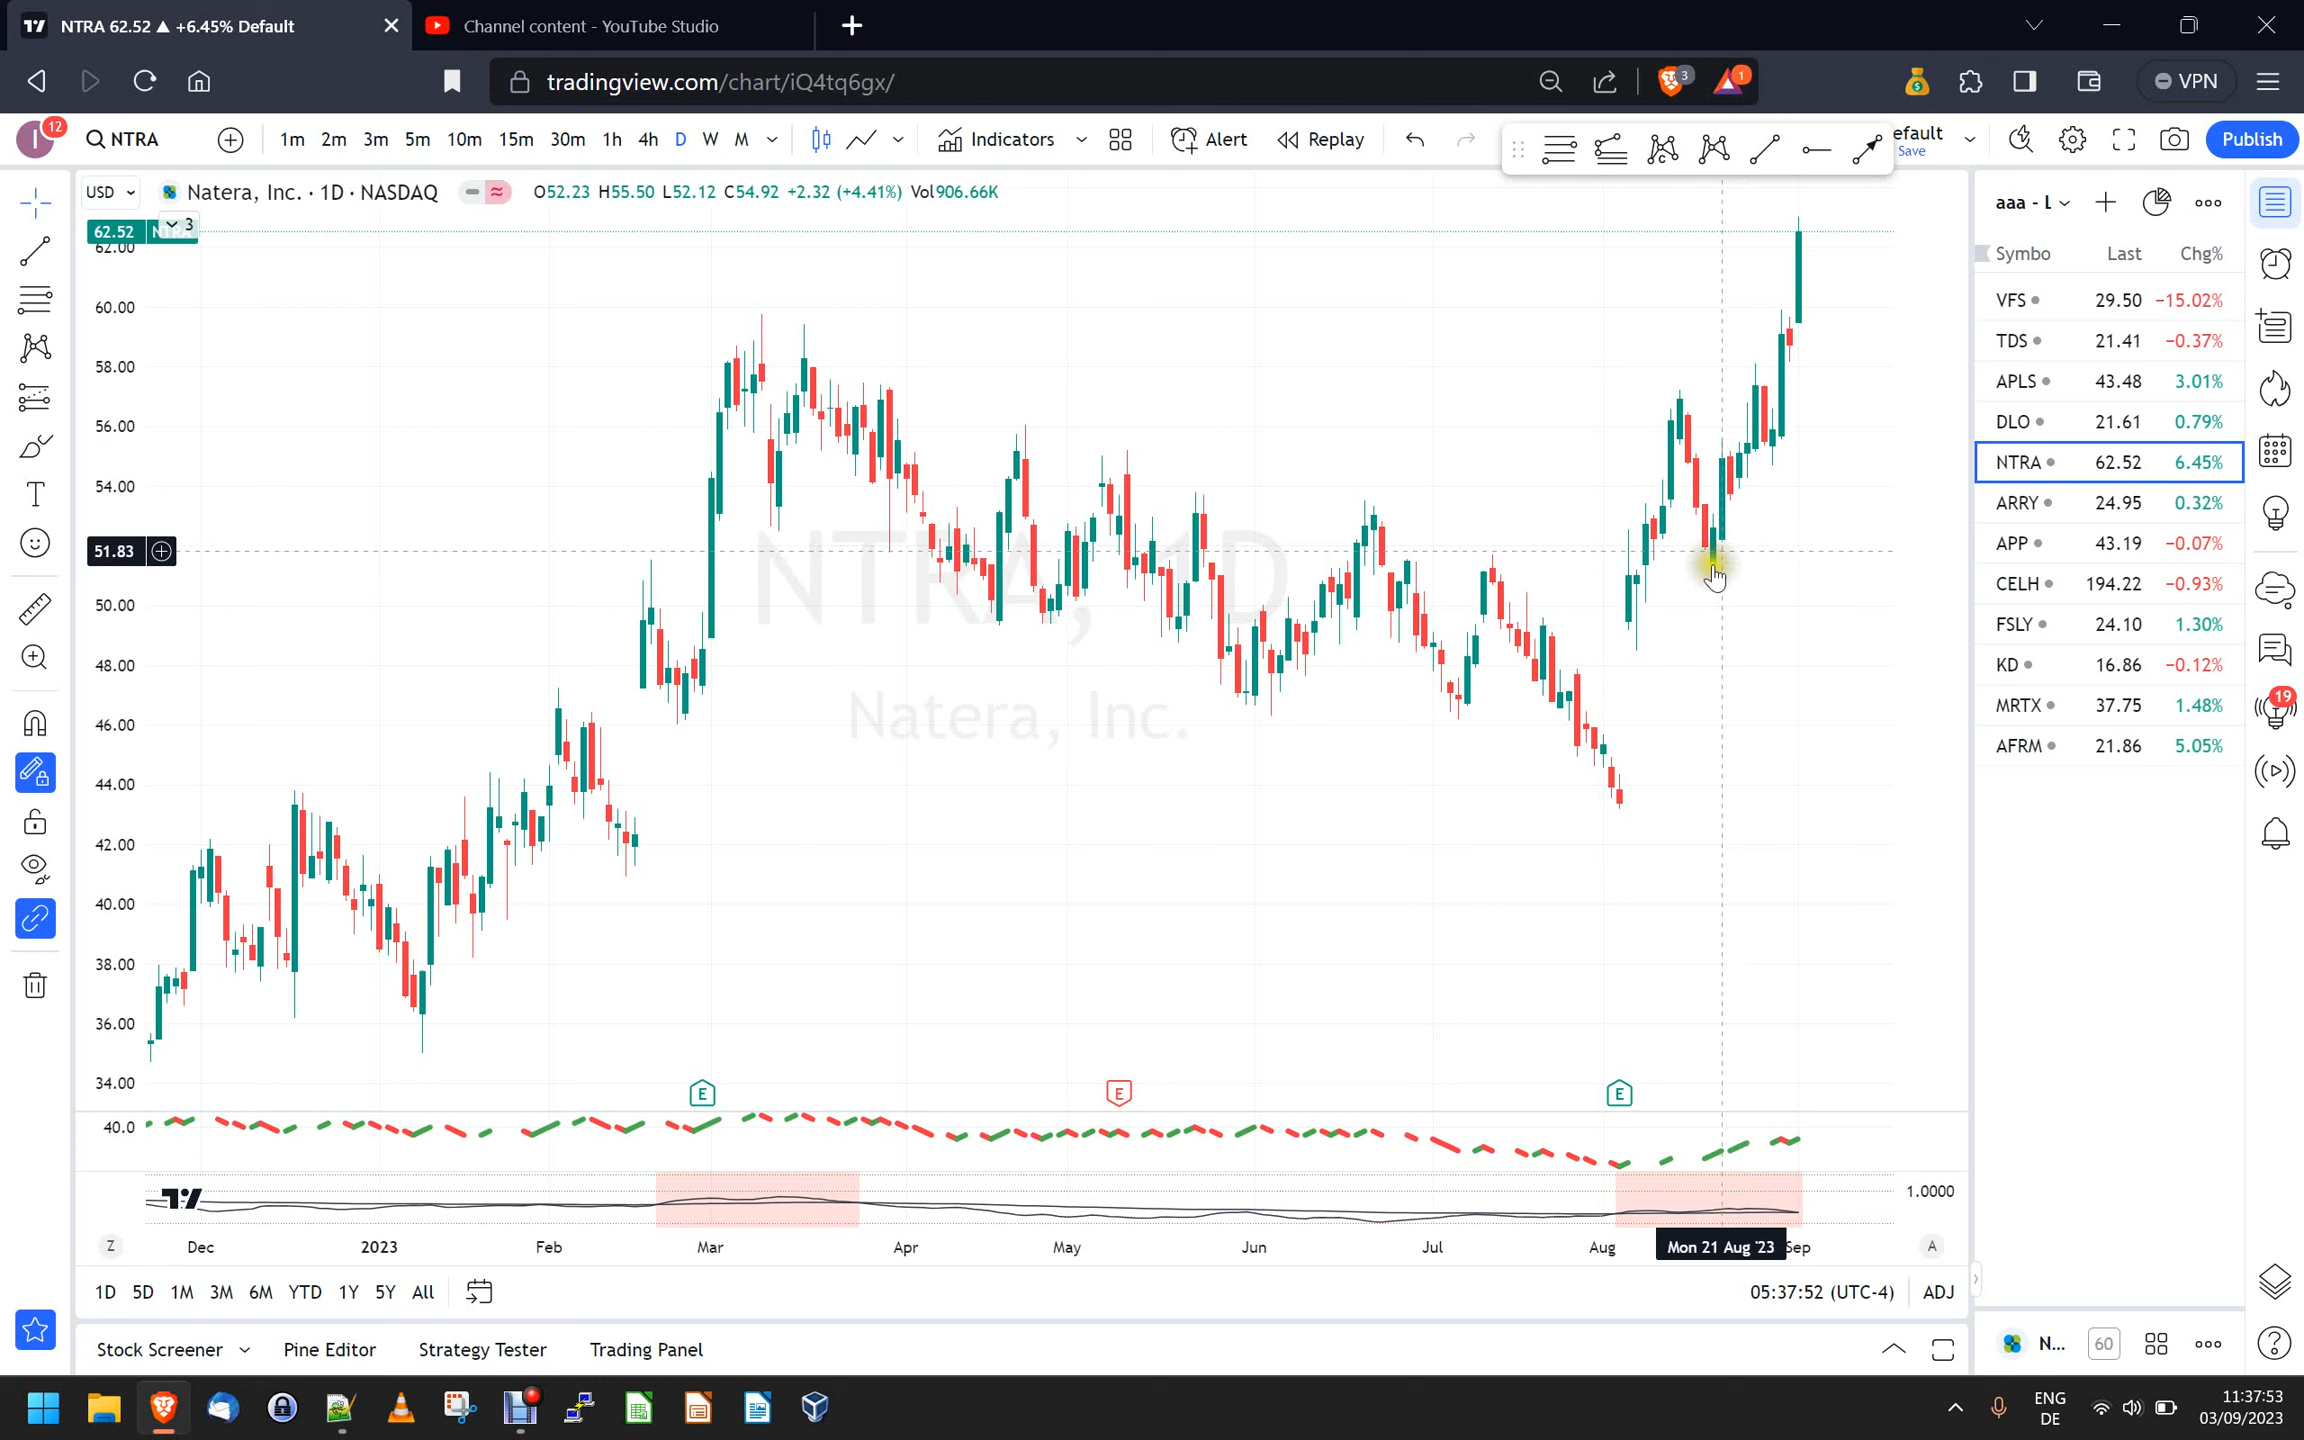 NTRA 62.52 ▲ +6.45% Default
Channel content - YouTube Studio
tradingview.com/chart/iQ4tq6gx/
3
1
VPN
I
12
NTRA
1m 2m 3m 5m 10m 15m 30m 1h 4h D W M
Indicators
Alert
Replay
efault
Save
Publish
USD
Natera, Inc. · 1D · NASDAQ
O52.23 H55.50 L52.12 C54.92 +2.32 (+4.41%) Vol906.66K
3
62.52 NTRA
62.00
60.00
58.00
56.00
54.00
51.83
50.00
48.00
46.00
44.00
42.00
40.00
38.00
36.00
34.00
40.0
NTRA, 1D
Natera, Inc.
E
E
E
1.0000
Z
Dec 2023 Feb Mar Apr May Jun Jul Aug Mon 21 Aug '23 Sep
A
1D 5D 1M 3M 6M YTD 1Y 5Y All
05:37:52 (UTC-4)
ADJ
Stock Screener
Pine Editor
Strategy Tester
Trading Panel
aaa - L
Symbo Last Chg%
VFS 29.50 −15.02%
TDS 21.41 −0.37%
APLS 43.48 3.01%
DLO 21.61 0.79%
NTRA 62.52 6.45%
ARRY 24.95 0.32%
APP 43.19 −0.07%
CELH 194.22 −0.93%
FSLY 24.10 1.30%
KD 16.86 −0.12%
MRTX 37.75 1.48%
AFRM 21.86 5.05%
19
N...
60
ENG
DE
11:37:53
03/09/2023